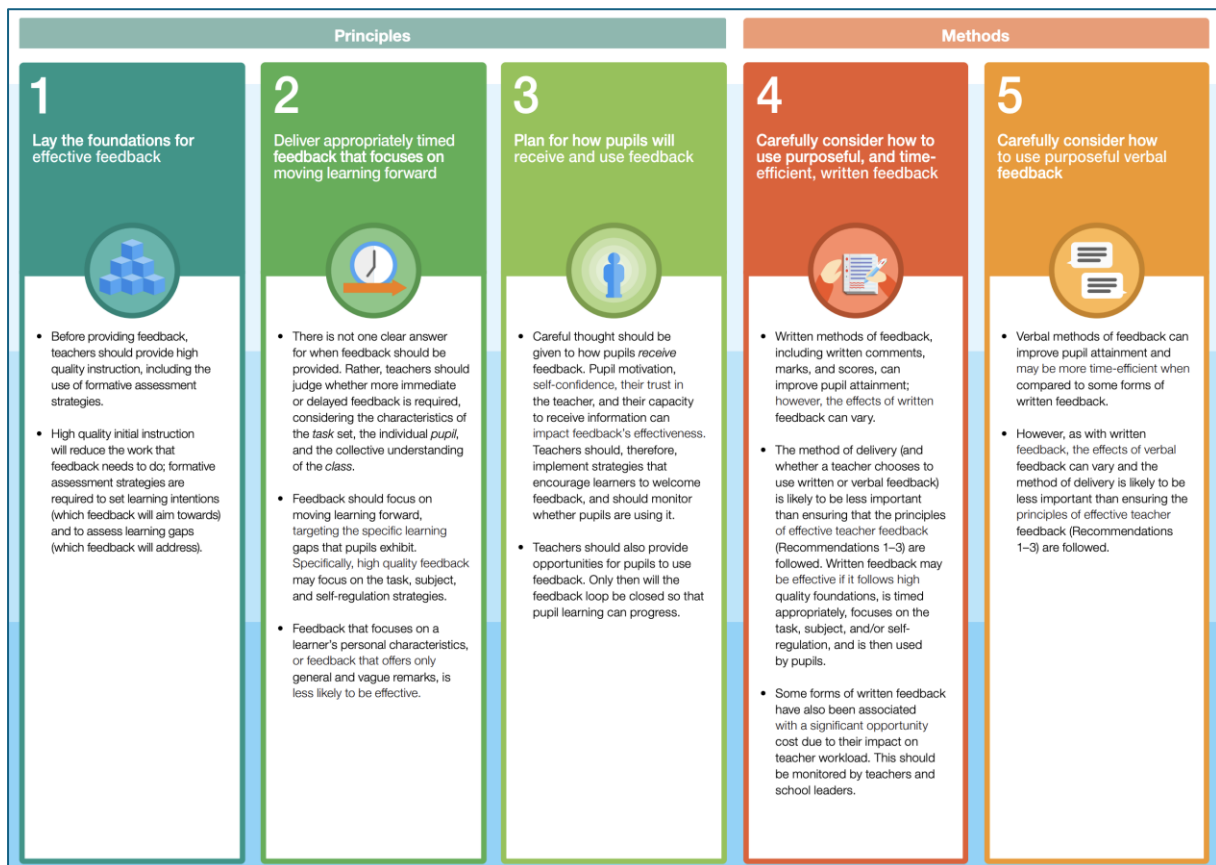 Principles
Methods
1
Lay the foundations for
effective feedback
• Before providing feedback,
teachers should provide high
quality instruction, including
the use of formative assessment
strategies.
• High quality initial instruction
will reduce the work that
feedback needs to do; formative
assessment strategies are
required to set learning intentions
(which feedback will aim towards)
and to assess learning gaps
(which feedback will address).
2
Deliver appropriately timed
feedback that focuses on
moving learning forward
• There is not one clear answer
for when feedback should be
provided. Rather, teachers should
judge whether more immediate
or delayed feedback is required,
considering the characteristics of
the task set, the individual pupil,
and the collective understanding
of the class.
• Feedback should focus on
moving learning forward,
targeting the specific learning
gaps that pupils exhibit.
Specifically, high quality feedback
may focus on the task, subject,
and self-regulation strategies.
• Feedback that focuses on a
learner's personal characteristics,
or feedback that offers only
general and vague remarks, is
less likely to be effective.
3
Plan for how pupils will
receive and use feedback
• Careful thought should be
given to how pupils receive
feedback. Pupil motivation,
self-confidence, their trust in
the teacher, and their capacity
to receive information can
impact feedback's effectiveness.
Teachers should, therefore,
implement strategies that
encourage learners to welcome
feedback, and should monitor
whether pupils are using it.
• Teachers should also provide
opportunities for pupils to use
feedback. Only then will the
feedback loop be closed so that
pupil learning can progress.
4
Carefully consider how to
use purposeful, and time-
efficient, written feedback
• Written methods of feedback,
including written comments,
marks, and scores, can
improve pupil attainment;
however, the effects of written
feedback can vary.
• The method of delivery (and
whether a teacher chooses to
use written or verbal feedback)
is likely to be less important
than ensuring that the principles
of effective teacher feedback
(Recommendations 1–3) are
followed. Written feedback may
be effective if it follows high
quality foundations, is timed
appropriately, focuses on the
task, subject, and/or self-
regulation, and is then used
by pupils.
• Some forms of written feedback
have also been associated
with a significant opportunity
cost due to their impact on
teacher workload. This should
be monitored by teachers and
school leaders.
5
Carefully consider how
to use purposeful verbal
feedback
• Verbal methods of feedback can
improve pupil attainment and
may be more time-efficient when
compared to some forms of
written feedback.
• However, as with written
feedback, the effects of verbal
feedback can vary and the
method of delivery is likely to be
less important than ensuring the
principles of effective teacher
feedback (Recommendations
1–3) are followed.